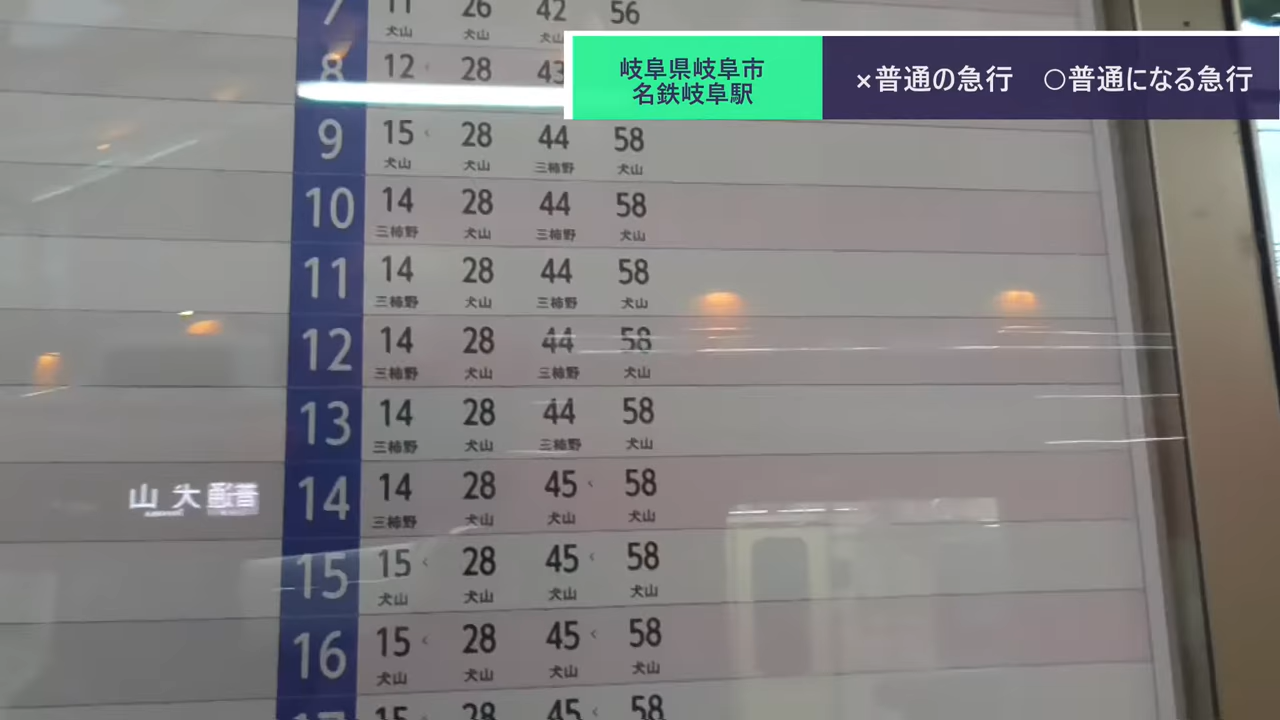 7 11 26 42 56
犬山 犬山 犬山
8 12 ‹ 28 43
岐阜県岐阜市
名鉄岐阜駅
×普通の急行 ○普通になる急行
9 15 ‹ 28 44 58
犬山 犬山 三柿野 犬山
10 14 28 44 58
三柿野 犬山 三柿野 犬山
11 14 28 44 58
三柿野 犬山 三柿野 犬山
12 14 28 44 58
三柿野 犬山 三柿野 犬山
13 14 28 44 58
三柿野 犬山 三柿野 犬山
14 14 28 45 ‹ 58
三柿野 犬山 犬山 犬山
普通 犬山
15 15 ‹ 28 45 ‹ 58
犬山 犬山 犬山 犬山
16 15 ‹ 28 45 ‹ 58
犬山 犬山 犬山 犬山
17 15 ‹ 28 45 ‹ 58